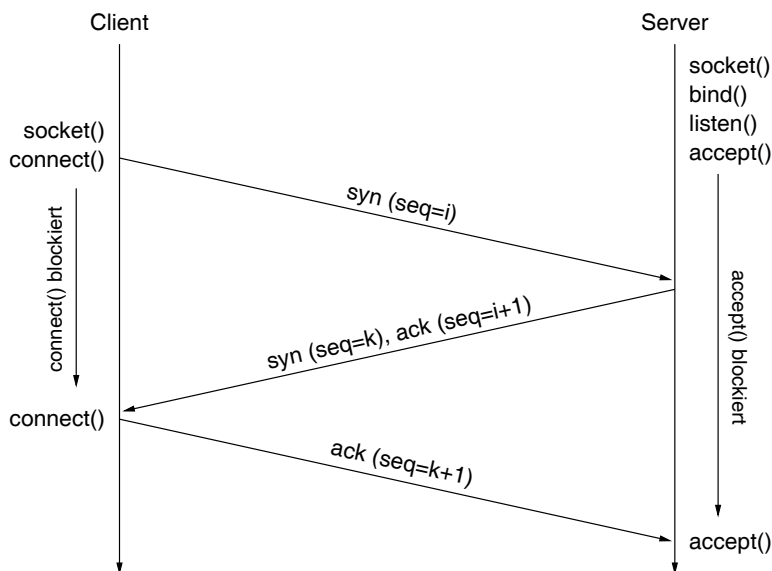 Client
Server
socket()
bind()
listen()
accept()
socket()
connect()
syn (seq=i)
connect() blockiert
accept() blockiert
syn (seq=k), ack (seq=i+1)
connect()
ack (seq=k+1)
accept()